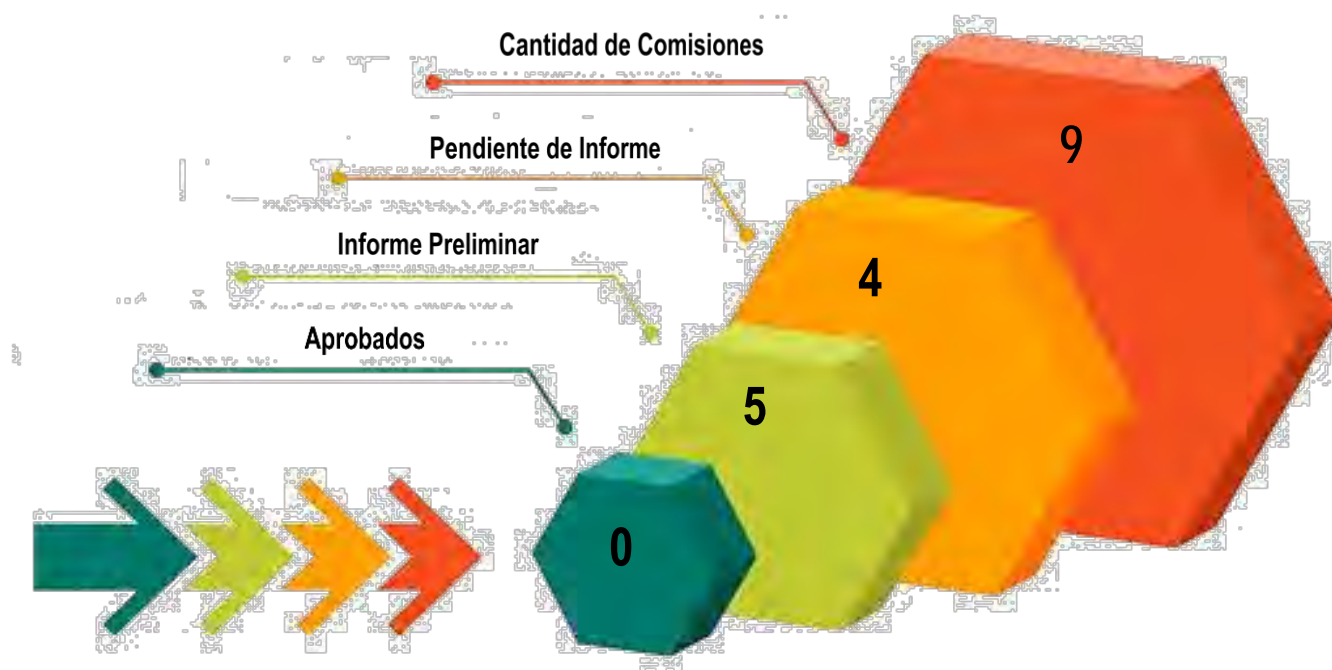 Cantidad de Comisiones
9
Pendiente de Informe
4
Informe Preliminar
5
Aprobados
0